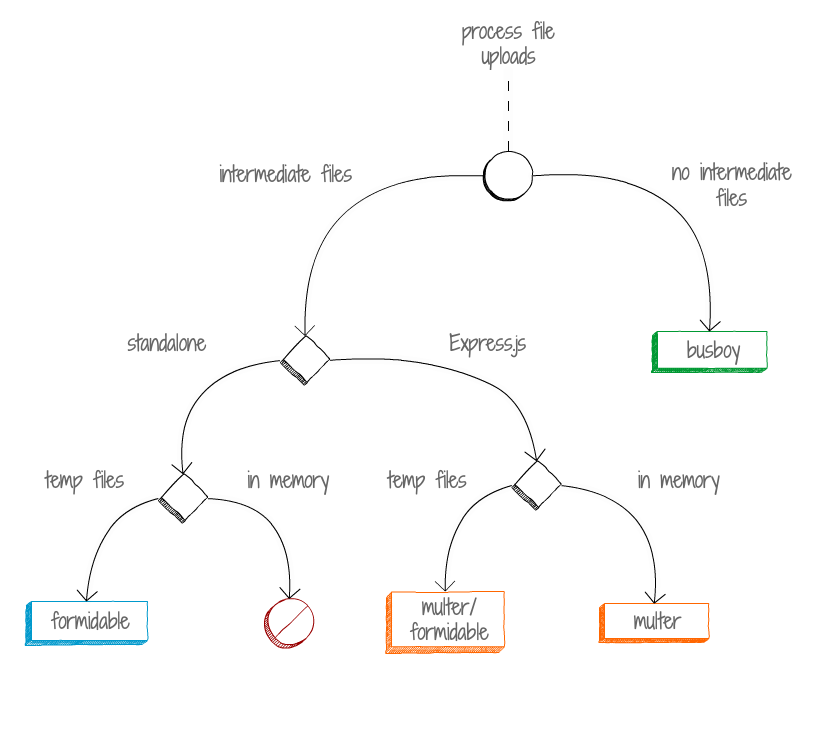 process file
uploads
intermediate files
no intermediate
files
standalone
Express.js
busboy
temp files
in memory
temp files
in memory
formidable
multer/
formidable
multer